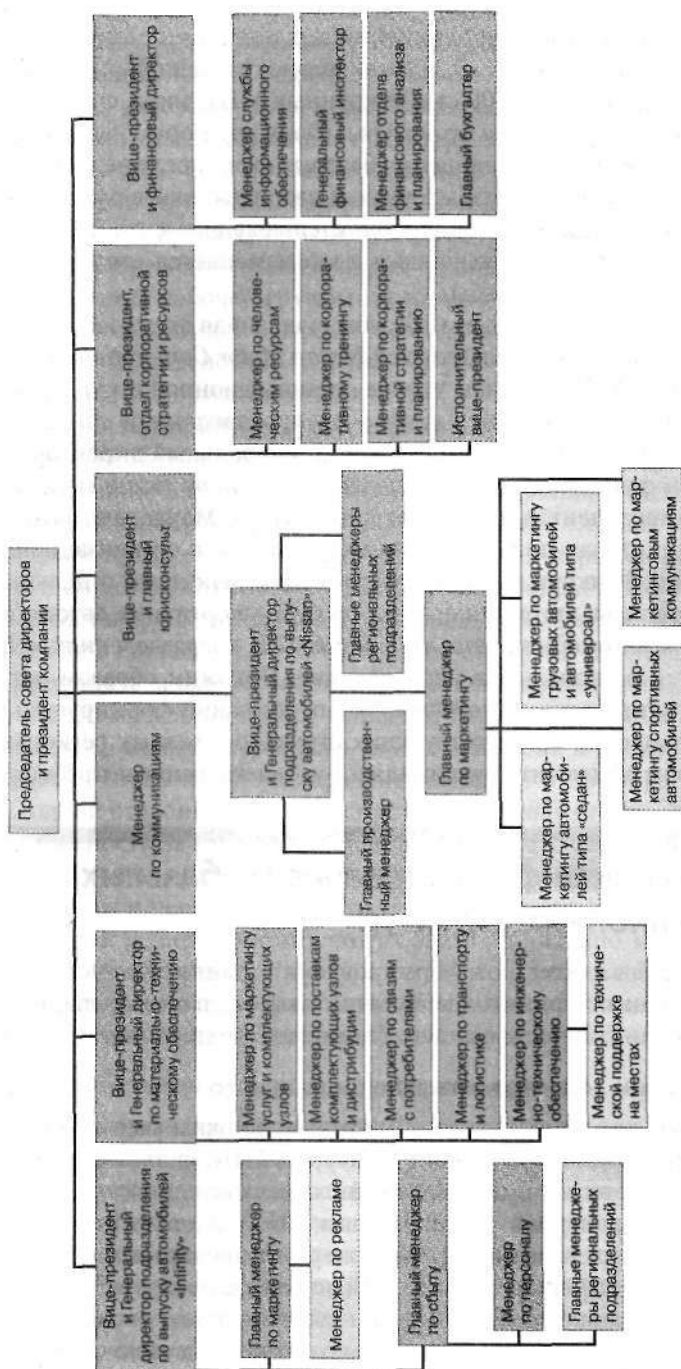 Председатель совета директоров
и президент компании
Вице-президент
и Генеральный
директор подразделения
по выпуску автомобилей
«Infinity»
Вице-президент
и Генеральный директор
по материально-техни-
ческому обеспечению
Менеджер
по коммуникациям
Вице-президент
и главный
юрисконсульт
Вице-президент,
отдел корпоративной
стратегии и ресурсов
Вице-президент
и финансовый директор
Главный менеджер
по маркетингу
Менеджер по рекламе
Главный менеджер
по сбыту
Менеджер
по персоналу
Главные менедже-
ры региональных
подразделений
Менеджер по маркетингу
услуг и комплектующих
узлов
Менеджер по поставкам
комплектующих узлов
и дистрибуции
Менеджер по связям
с потребителями
Менеджер по транспорту
и логистике
Менеджер по инженер-
но-техническому
обеспечению
Менеджер по техниче-
ской поддержке
на местах
Вице-президент
и Генеральный директор
подразделения по выпу-
ску автомобилей «Nissan»
Главный производствен-
ный менеджер
Главные менеджеры
региональных
подразделений
Главный менеджер
по маркетингу
Менеджер по мар-
кетингу автомоби-
лей типа «седан»
Менеджер по мар-
кетингу спортивных
автомобилей
Менеджер по маркетингу
грузовых автомобилей
и автомобилей типа
«универсал»
Менеджер по мар-
кетинговым
коммуникациям
Менеджер по челове-
ческим ресурсам
Менеджер по корпора-
тивному тренингу
Менеджер по корпора-
тивной стратегии
и планированию
Исполнительный
вице-президент
Менеджер службы
информационного
обеспечения
Генеральный
финансовый инспектор
Менеджер отдела
финансового анализа
и планирования
Главный бухгалтер